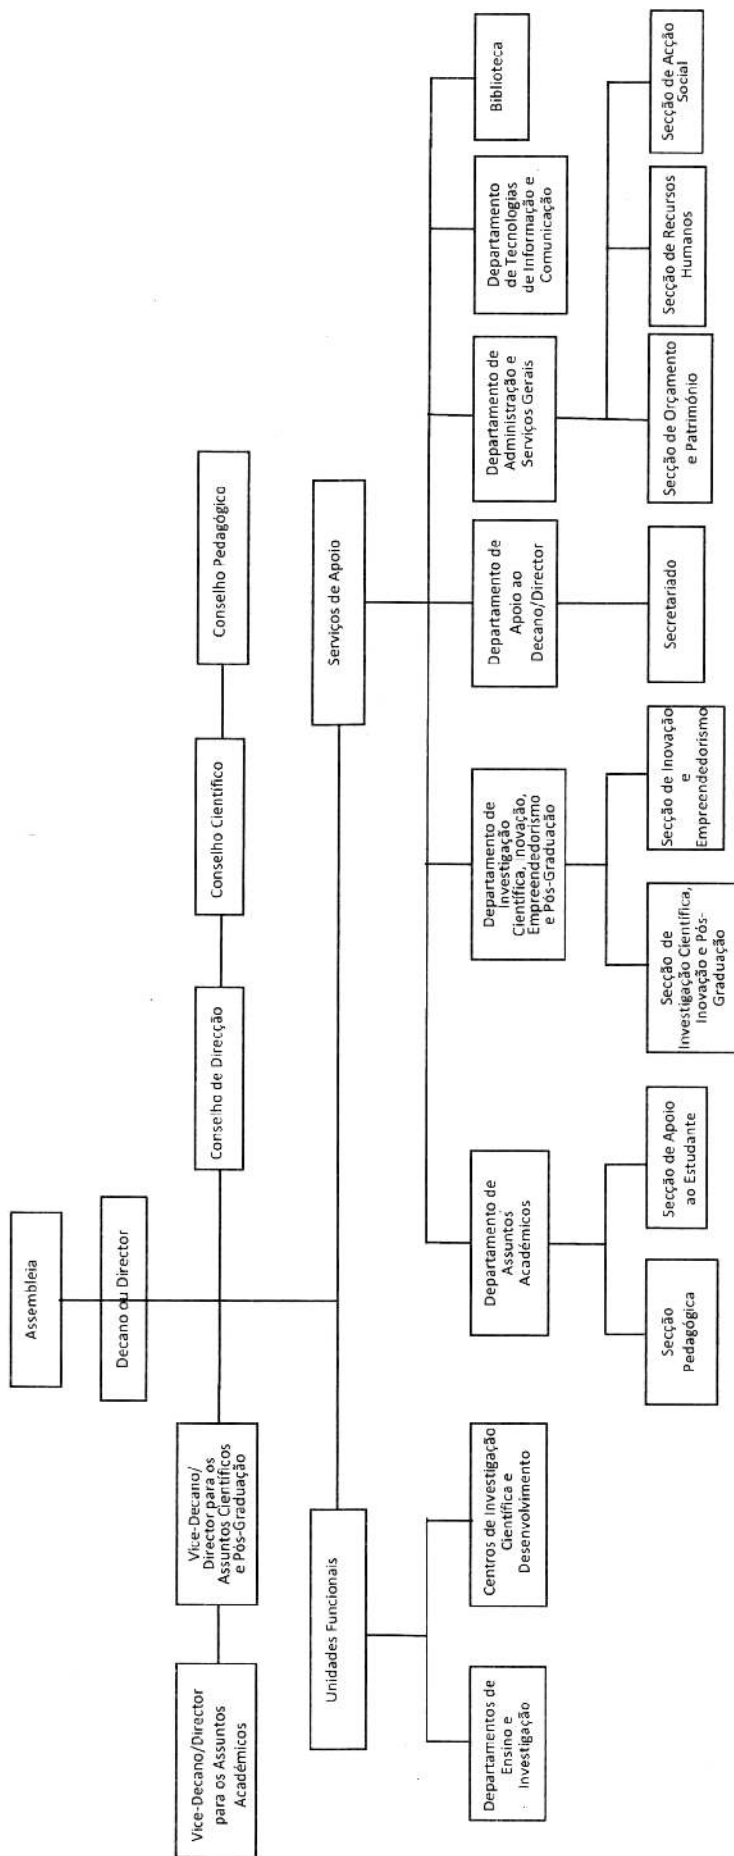 Assembleia
Decano ou Director
Vice-Decano/Director
para os Assuntos
Académicos
Vice-Decano/
Director para os
Assuntos Científicos
e Pós-Graduação
Conselho de Direcção
Conselho Científico
Conselho Pedagógico
Unidades Funcionais
Serviços de Apoio
Departamentos de
Ensino e
Investigação
Centros de Investigação
Científica e
Desenvolvimento
Departamento de
Assuntos
Académicos
Departamento de
Investigação
Científica, Inovação,
Empreendedorismo
e Pós-Graduação
Departamento de
Apoio ao
Decano/Director
Departamento de
Administração e
Serviços Gerais
Departamento
de Tecnologias
de Informação e
Comunicação
Biblioteca
Secção
Pedagógica
Secção de Apoio
ao Estudante
Secção de
Investigação Científica,
Inovação e Pós-
Graduação
Secção de Inovação
e
Empreendedorismo
Secretariado
Secção de Orçamento
e Património
Secção de Recursos
Humanos
Secção de Acção
Social